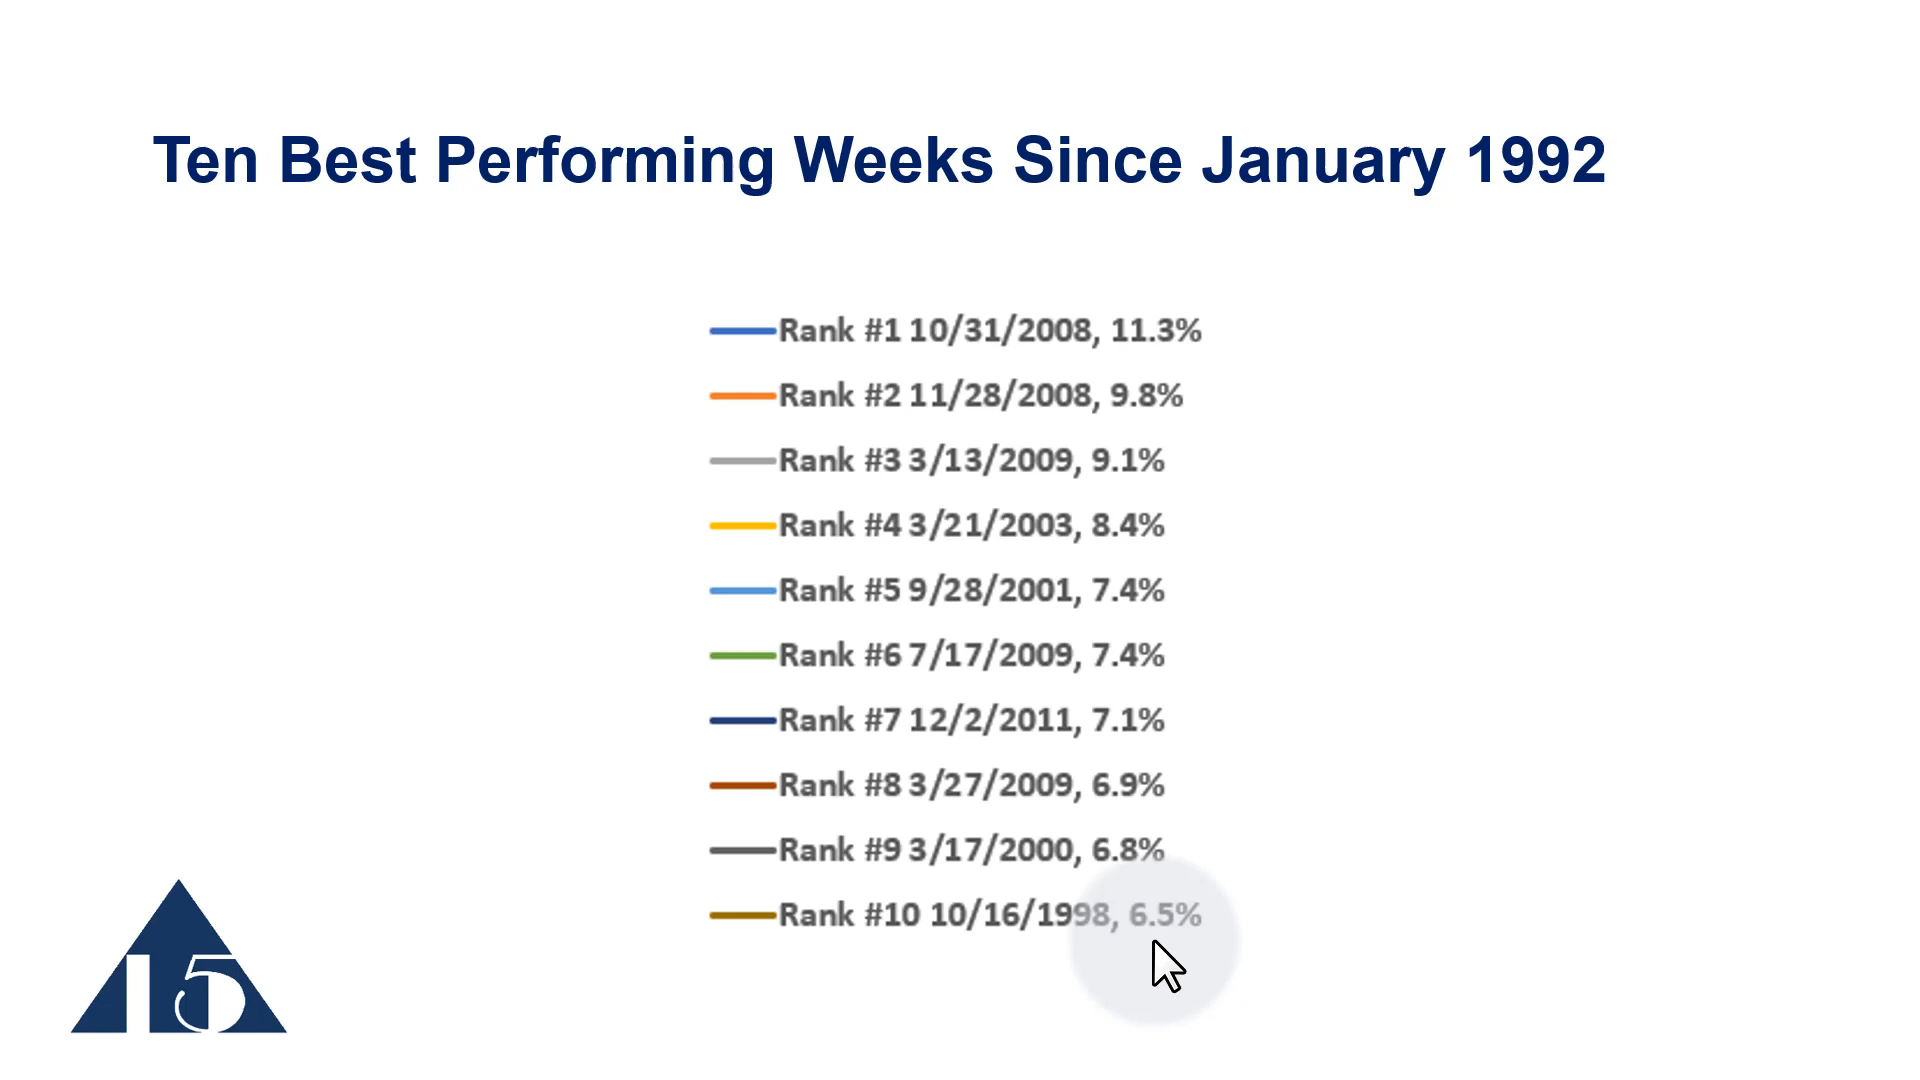 Ten Best Performing Weeks Since January 1992
Rank #1 10/31/2008, 11.3%
Rank #2 11/28/2008, 9.8%
Rank #3 3/13/2009, 9.1%
Rank #4 3/21/2003, 8.4%
Rank #5 9/28/2001, 7.4%
Rank #6 7/17/2009, 7.4%
Rank #7 12/2/2011, 7.1%
Rank #8 3/27/2009, 6.9%
Rank #9 3/17/2000, 6.8%
Rank #10 10/16/1998, 6.5%
15